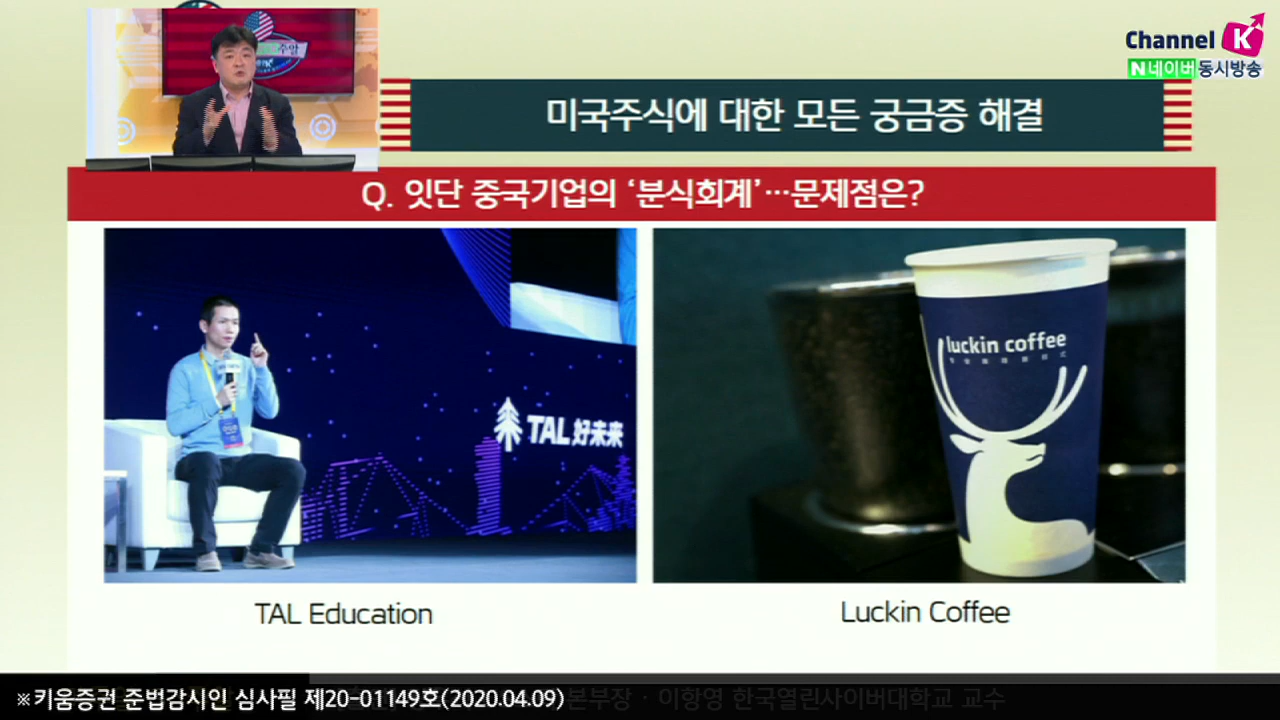 Channel K
N 네이버 동시방송
미국주식에 대한 모든 궁금증 해결
Q. 잇단 중국기업의 ‘분식회계’…문제점은?
TAL 好未来
luckin coffee
TAL Education
Luckin Coffee
※키움증권 준법감시인 심사필 제20-01149호(2020.04.09)
본부장 · 이항영 한국열린사이버대학교 교수